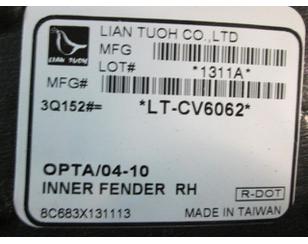 LIAN TUOH CO.,LTD
MFG
LIAN TUOH
LOT#
*1311A*
MFG#
3Q152#= *LT-CV6062*
OPTA/04-10
INNER FENDER RH
R-DOT
8C683X131113 MADE IN TAIWAN